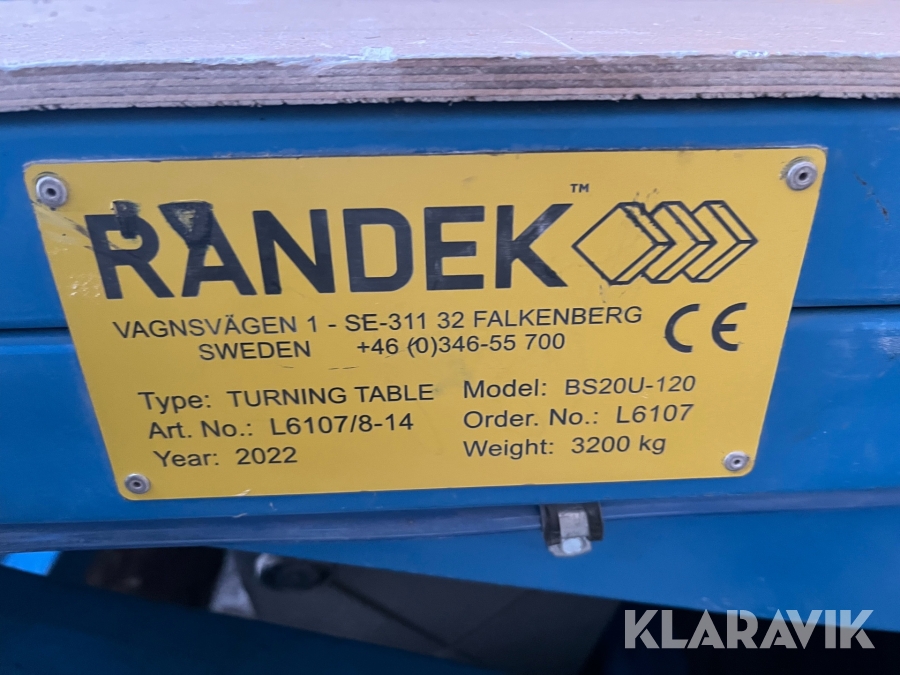 RANDEK™
VAGNSVÄGEN 1 - SE-311 32 FALKENBERG
SWEDEN +46 (0)346-55 700
CE
Type: TURNING TABLE Model: BS20U-120
Art. No.: L6107/8-14 Order. No.: L6107
Year: 2022 Weight: 3200 kg
KLARAVIK